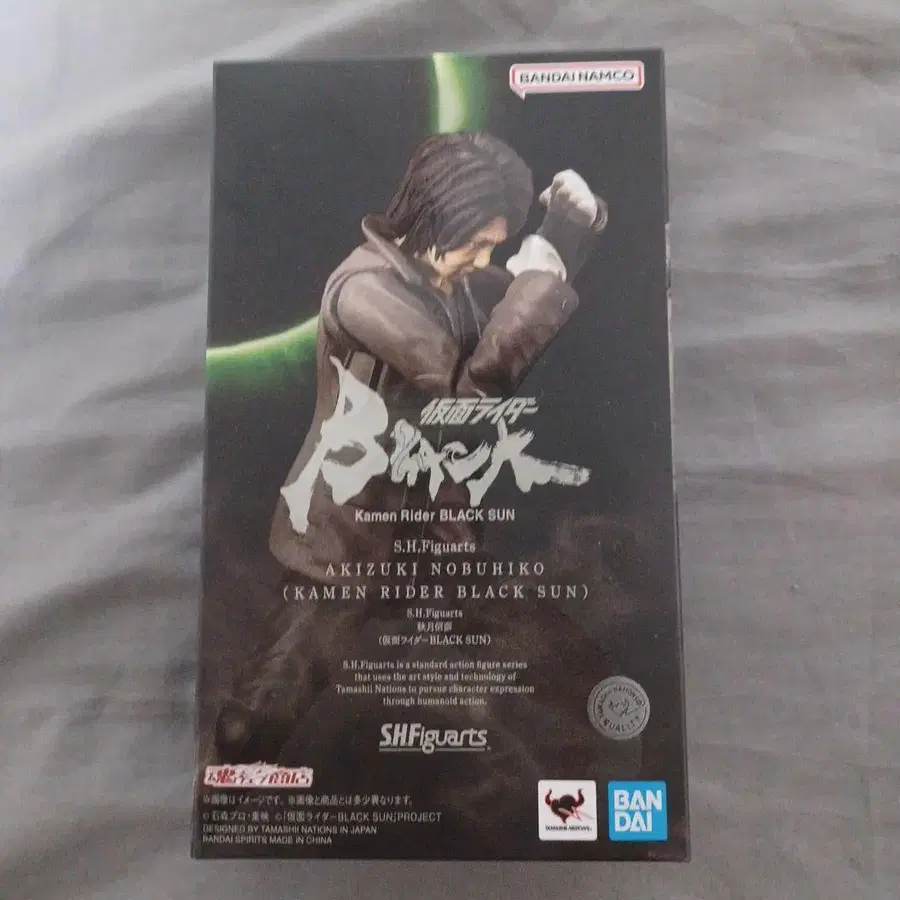 BANDAI NAMCO
仮面ライダー
BLACK
Kamen Rider BLACK SUN
S.H.Figuarts
AKIZUKI NOBUHIKO
(KAMEN RIDER BLACK SUN)
S.H.Figuarts
秋月信彦
(仮面ライダーBLACK SUN)
S.H.Figuarts is a standard action figure series
that uses the art style and technology of
Tamashii Nations to pursue character expression
through humanoid action.
TAMASHII NATIONS
QUALITY
S.H.Figuarts
魂ウェブ商店
※画像はイメージです。※画像と商品とは多少異なります。
©石森プロ・東映 ©「仮面ライダーBLACK SUN」PROJECT
DESIGNED BY TAMASHII NATIONS IN JAPAN
BANDAI SPIRITS MADE IN CHINA
TAMASHII NATIONS
BAN
DAI